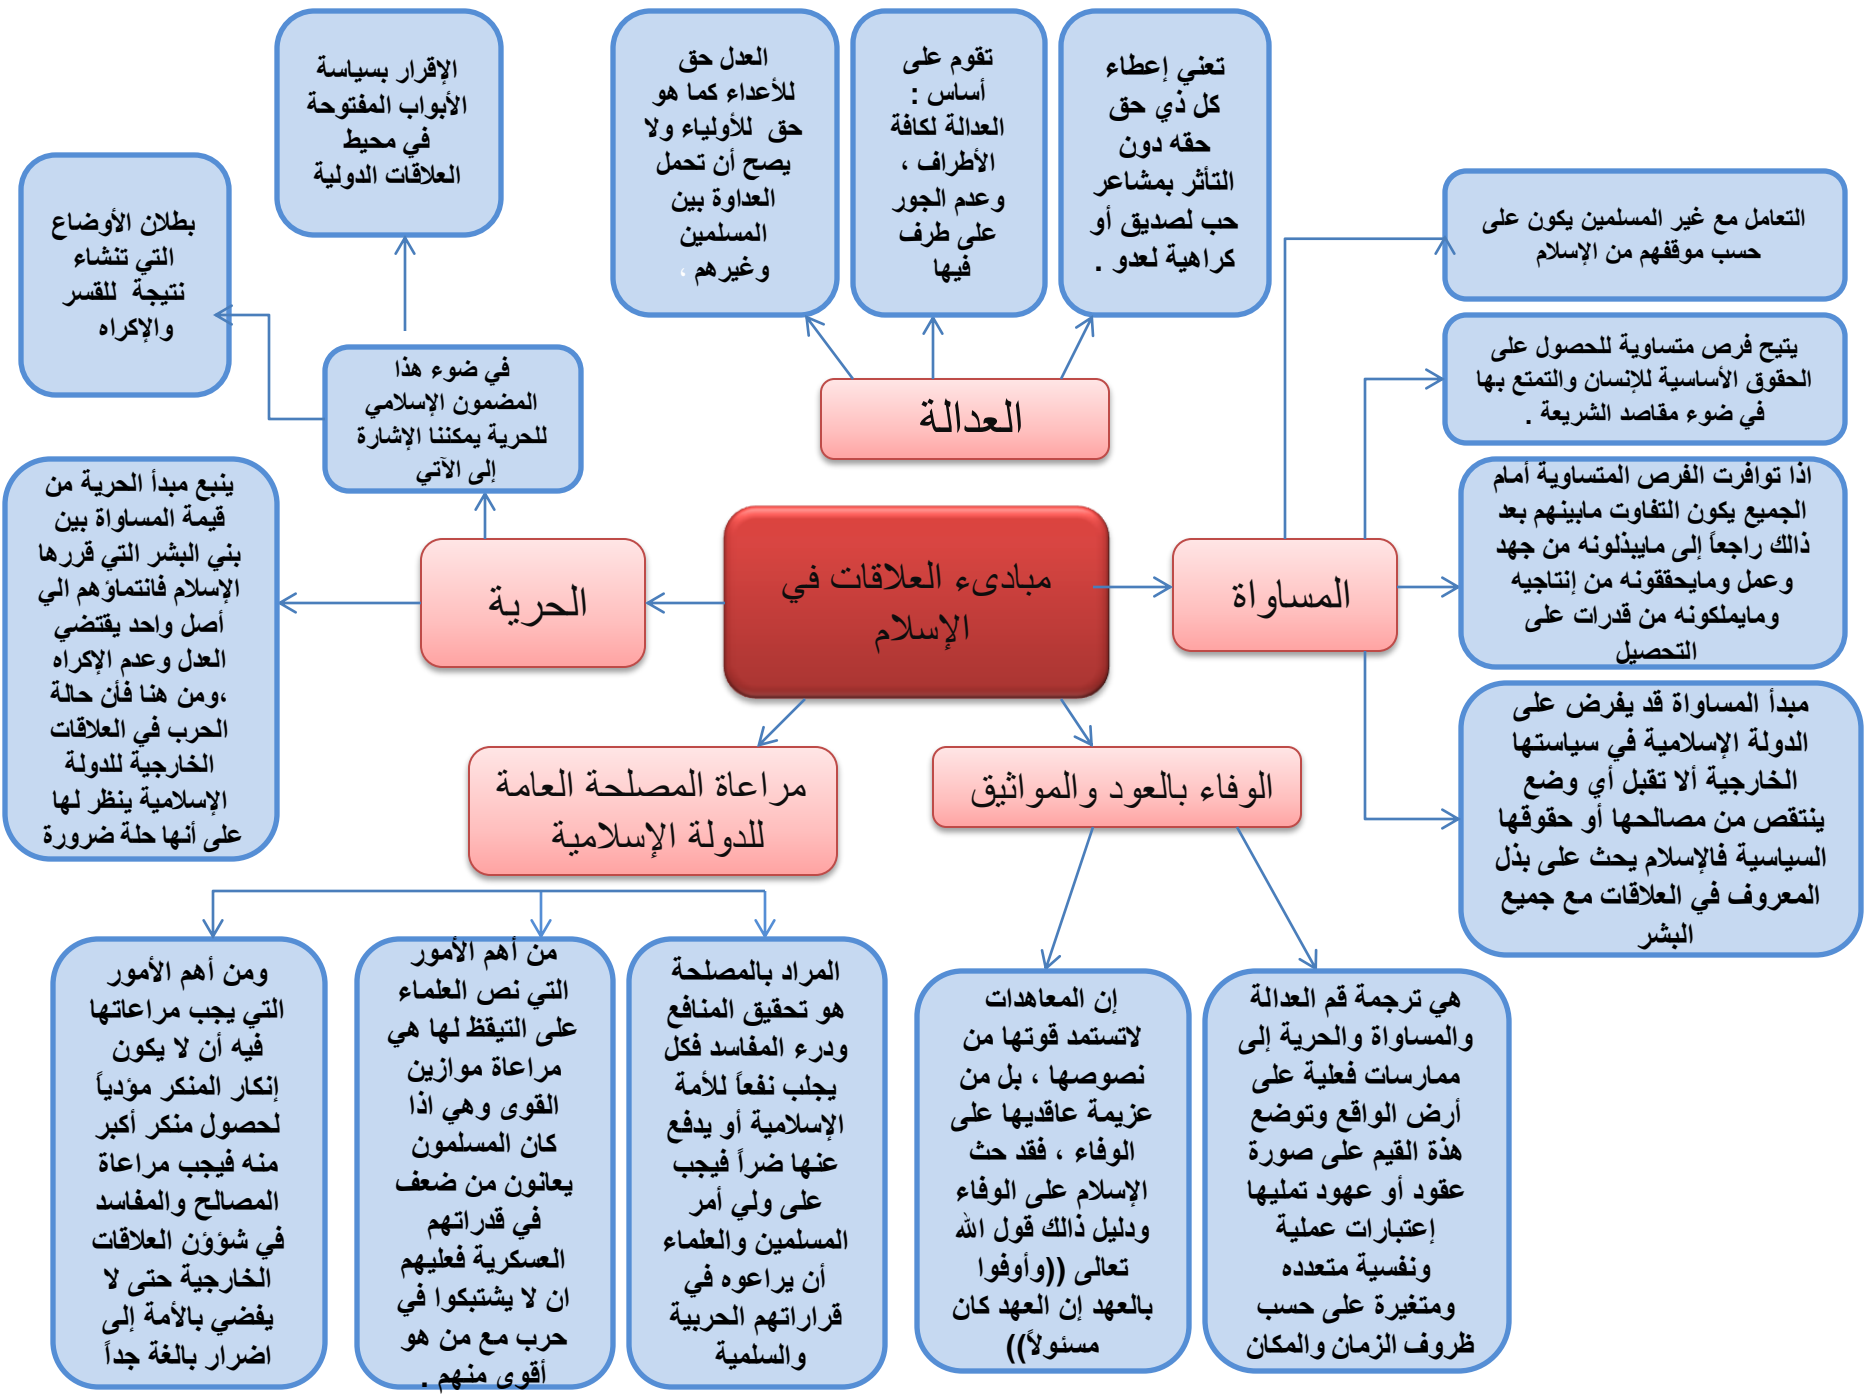 مبادىء العلاقات في
الإسلام
العدالة
تعني إعطاء
كل ذي حق
حقه دون
التأثر بمشاعر
حب لصديق أو
كراهية لعدو .
تقوم على
أساس :
العدالة لكافة
الأطراف ،
وعدم الجور
على طرف
فيها
العدل حق
للأعداء كما هو
حق للأولياء ولا
يصح أن تحمل
العداوة بين
المسلمين
وغيرهم ،
المساواة
التعامل مع غير المسلمين يكون على
حسب موقفهم من الإسلام
يتيح فرص متساوية للحصول على
الحقوق الأساسية للإنسان والتمتع بها
في ضوء مقاصد الشريعة .
اذا توافرت الفرص المتساوية أمام
الجميع يكون التفاوت مابينهم بعد
ذالك راجعاً إلى مايبذلونه من جهد
وعمل ومايحققونه من إنتاجيه
ومايملكونه من قدرات على
التحصيل
مبدأ المساواة قد يفرض على
الدولة الإسلامية في سياستها
الخارجية ألا تقبل أي وضع
ينتقص من مصالحها أو حقوقها
السياسية فالإسلام يحث على بذل
المعروف في العلاقات مع جميع
البشر
الحرية
في ضوء هذا
المضمون الإسلامي
للحرية يمكننا الإشارة
إلى الآتي
الإقرار بسياسة
الأبواب المفتوحة
في محيط
العلاقات الدولية
بطلان الأوضاع
التي تنشاء
نتيجة للقسر
والإكراه
ينبع مبدأ الحرية من
قيمة المساواة بين
بني البشر التي قررها
الإسلام فانتماؤهم الي
أصل واحد يقتضي
العدل وعدم الإكراه
،ومن هنا فأن حالة
الحرب في العلاقات
الخارجية للدولة
الإسلامية ينظر لها
على أنها حلة ضرورة
الوفاء بالعود والمواثيق
هي ترجمة قم العدالة
والمساواة والحرية إلى
ممارسات فعلية على
أرض الواقع وتوضع
هذة القيم على صورة
عقود أو عهود تمليها
إعتبارات عملية
ونفسية متعدده
ومتغيرة على حسب
ظروف الزمان والمكان
إن المعاهدات
لاتستمد قوتها من
نصوصها ، بل من
عزيمة عاقديها على
الوفاء ، فقد حث
الإسلام على الوفاء
ودليل ذالك قول الله
تعالى ((وأوفوا
بالعهد إن العهد كان
مسئولاً))
مراعاة المصلحة العامة
للدولة الإسلامية
المراد بالمصلحة
هو تحقيق المنافع
ودرء المفاسد فكل
يجلب نفعاً للأمة
الإسلامية أو يدفع
عنها ضراً فيجب
على ولي أمر
المسلمين والعلماء
أن يراعوه في
قراراتهم الحربية
والسلمية
من أهم الأمور
التي نص العلماء
على التيقظ لها هي
مراعاة موازين
القوى وهي اذا
كان المسلمون
يعانون من ضعف
في قدراتهم
العسكرية فعليهم
ان لا يشتبكوا في
حرب مع من هو
أقوى منهم .
ومن أهم الأمور
التي يجب مراعاتها
فيه أن لا يكون
إنكار المنكر مؤدياً
لحصول منكر أكبر
منه فيجب مراعاة
المصالح والمفاسد
في شؤؤن العلاقات
الخارجية حتى لا
يفضي بالأمة إلى
اضرار بالغة جداً